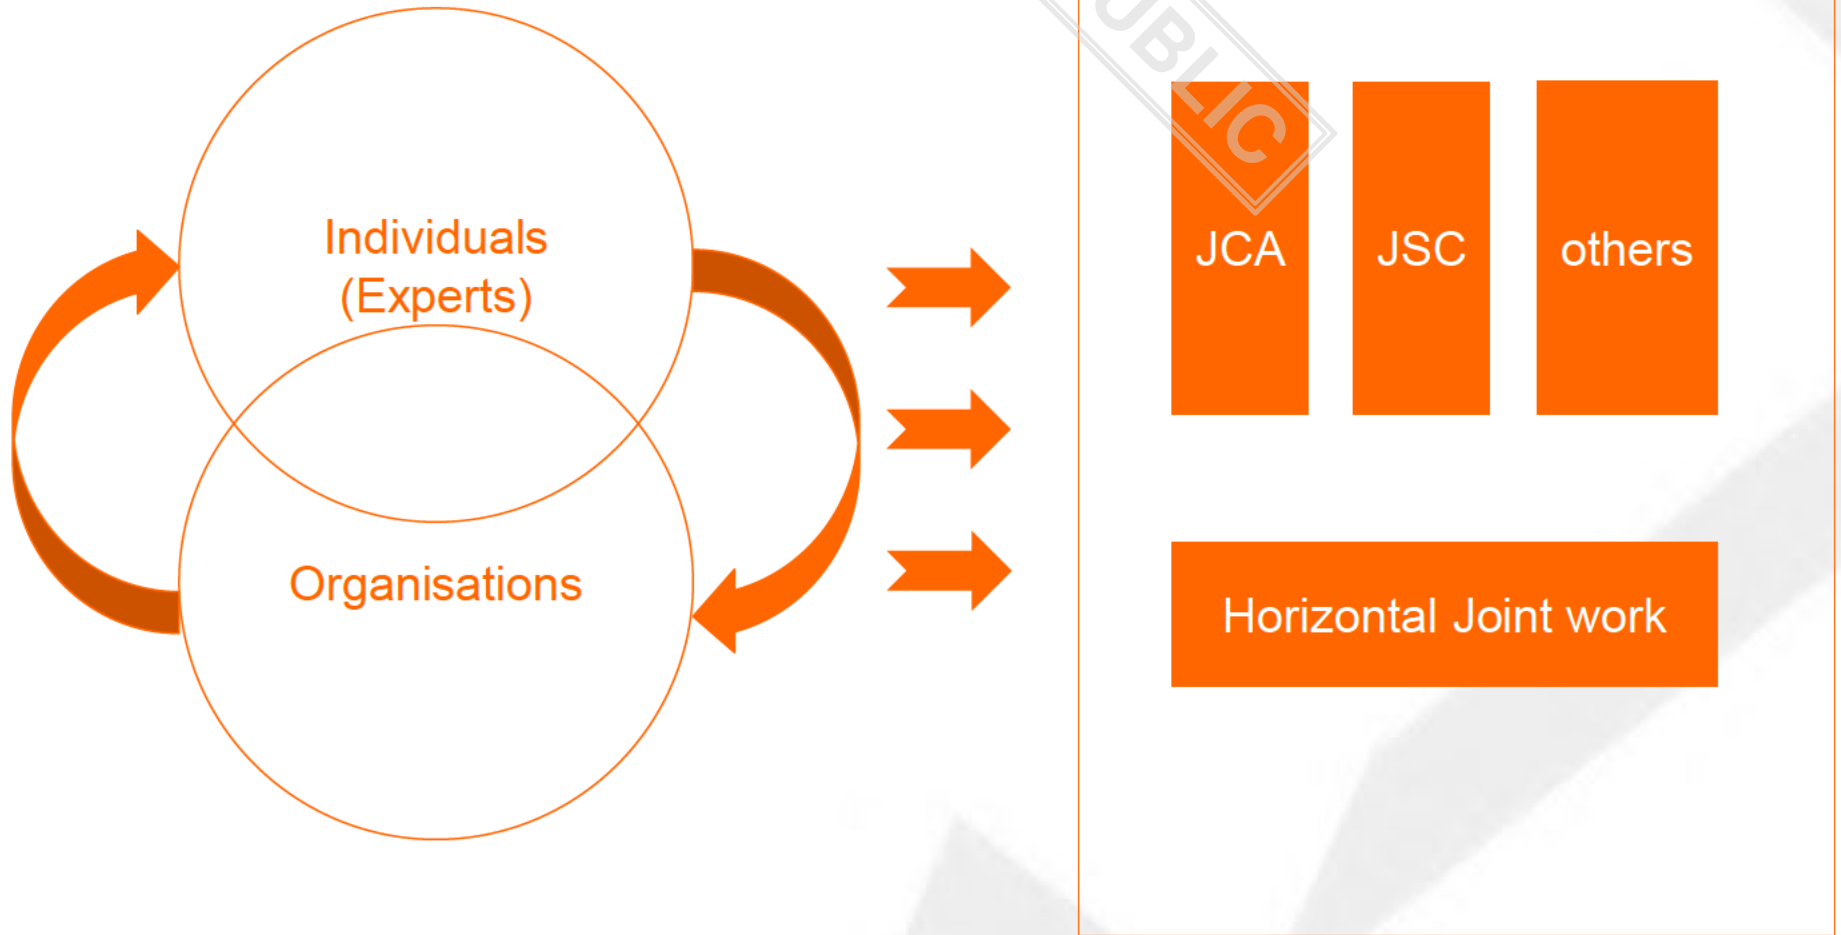 Individuals
(Experts)
Organisations
JCA
JSC
others
Horizontal Joint work